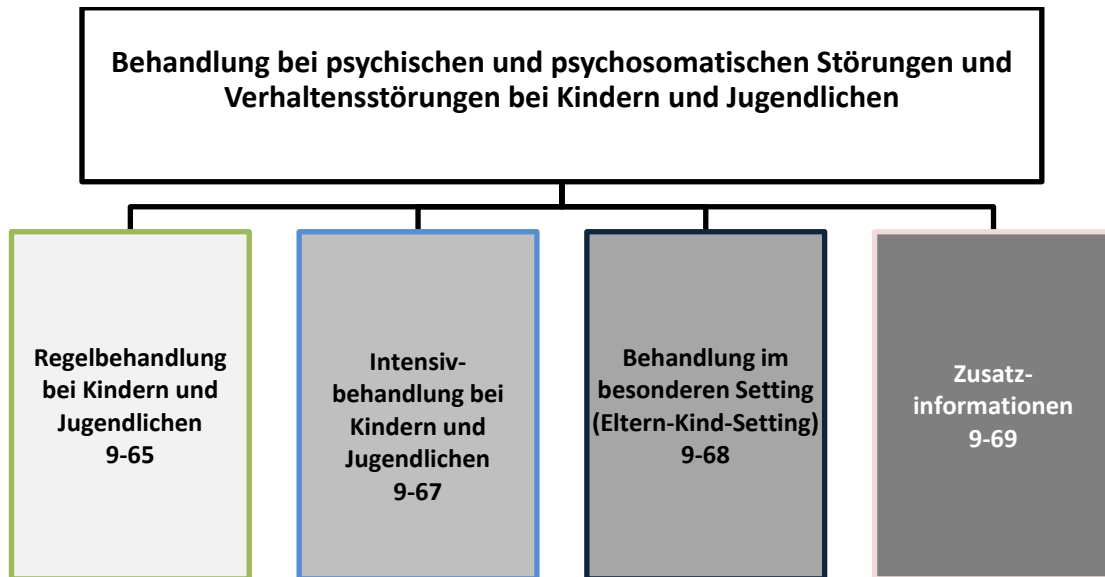 Behandlung bei psychischen und psychosomatischen Störungen und
Verhaltensstörungen bei Kindern und Jugendlichen
Regelbehandlung
bei Kindern und
Jugendlichen
9-65
Intensiv-
behandlung bei
Kindern und
Jugendlichen
9-67
Behandlung im
besonderen Setting
(Eltern-Kind-Setting)
9-68
Zusatz-
informationen
9-69